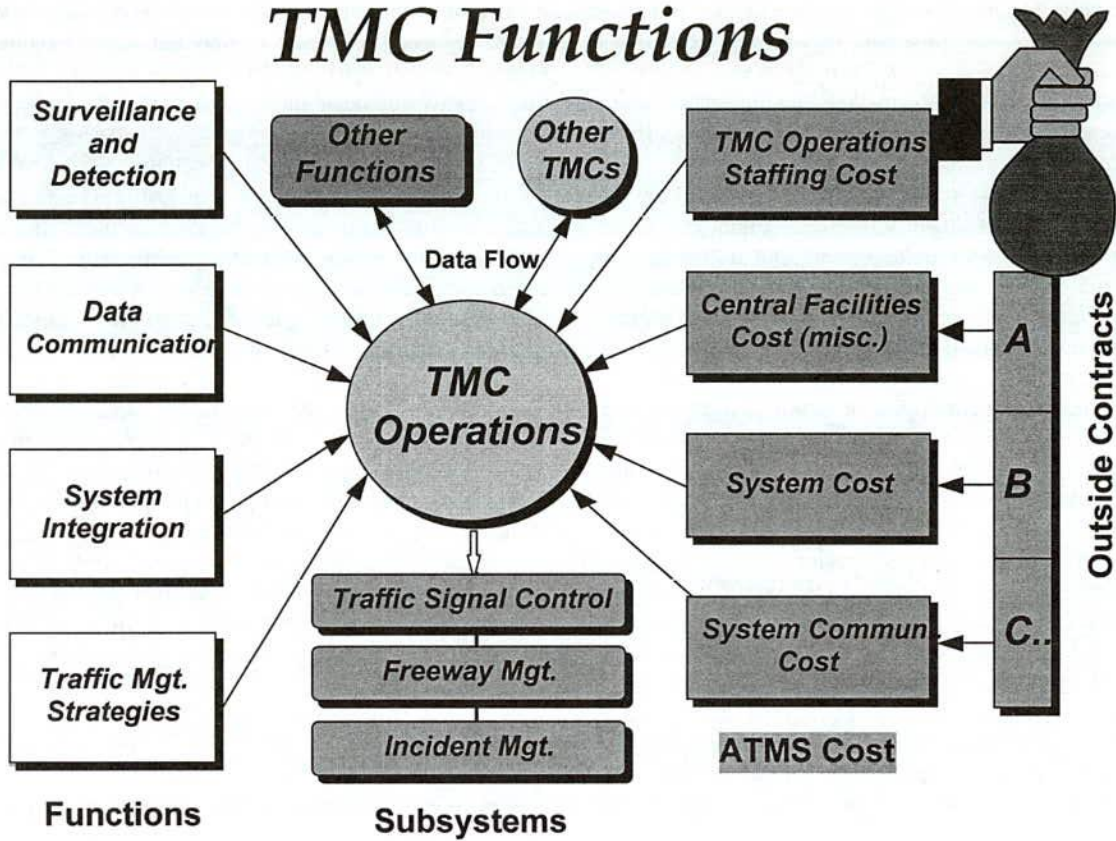 TMC Functions
Surveillance
and
Detection
Data
Communication
System
Integration
Traffic Mgt.
Strategies
Functions
Other
Functions
Other
TMCs
Data Flow
TMC
Operations
Traffic Signal Control
Freeway Mgt.
Incident Mgt.
Subsystems
TMC Operations
Staffing Cost
Central Facilities
Cost (misc.)
System Cost
System Commun.
Cost
ATMS Cost
A
B
C..
Outside Contracts